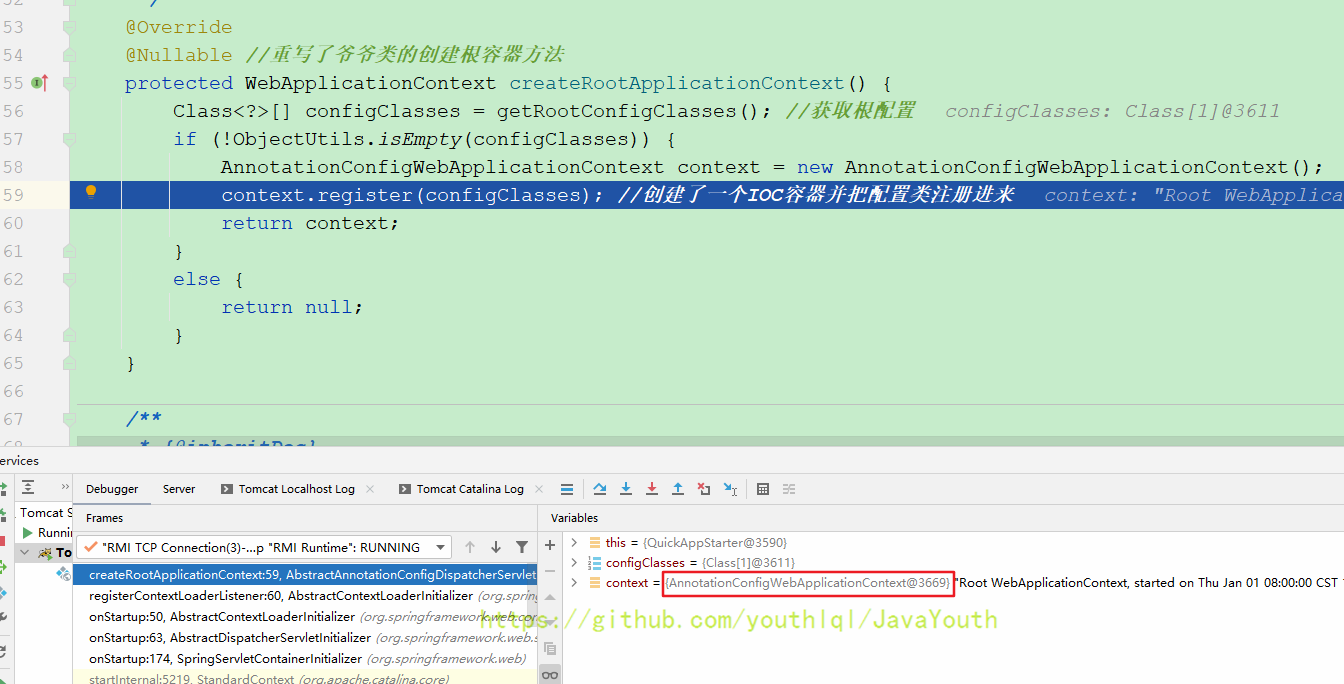 53 @Override
54 @Nullable //重写了爷爷类的创建根容器方法
55 protected WebApplicationContext createRootApplicationContext() {
56 Class<?>[] configClasses = getRootConfigClasses(); //获取根配置 configClasses: Class[1]@3611
57 if (!ObjectUtils.isEmpty(configClasses)) {
58 AnnotationConfigWebApplicationContext context = new AnnotationConfigWebApplicationContext();
59 context.register(configClasses); //创建了一个IOC容器并把配置类注册进来 context: "Root WebApplica
60 return context;
61 }
62 else {
63 return null;
64 }
65 }
66
67 /**
ervices
Debugger Server Tomcat Localhost Log Tomcat Catalina Log
Tomcat S
Frames
Variables
Runnin
"RMI TCP Connection(3)-...p "RMI Runtime": RUNNING
To
this = {QuickAppStarter@3590}
configClasses = {Class[1]@3611}
context = {AnnotationConfigWebApplicationContext@3669} "Root WebApplicationContext, started on Thu Jan 01 08:00:00 CST
createRootApplicationContext:59, AbstractAnnotationConfigDispatcherServlet
registerContextLoaderListener:60, AbstractContextLoaderInitializer (org.spring
onStartup:50, AbstractContextLoaderInitializer (org.springframework.web.con
onStartup:63, AbstractDispatcherServletInitializer (org.springframework.web.s
onStartup:174, SpringServletContainerInitializer (org.springframework.web)
startInternal:5219, StandardContext (org.apache.catalina.core)
https://github.com/youthlql/JavaYouth